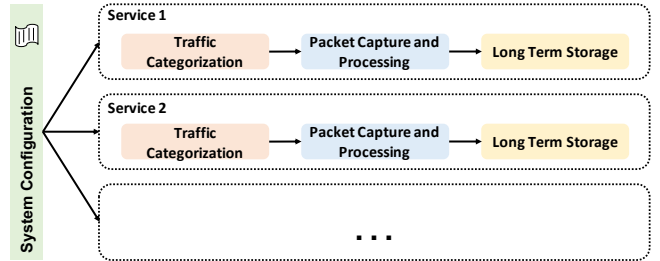 System Configuration
Service 1
Traffic
Categorization
Packet Capture and
Processing
Long Term Storage
Service 2
Traffic
Categorization
Packet Capture and
Processing
Long Term Storage
...